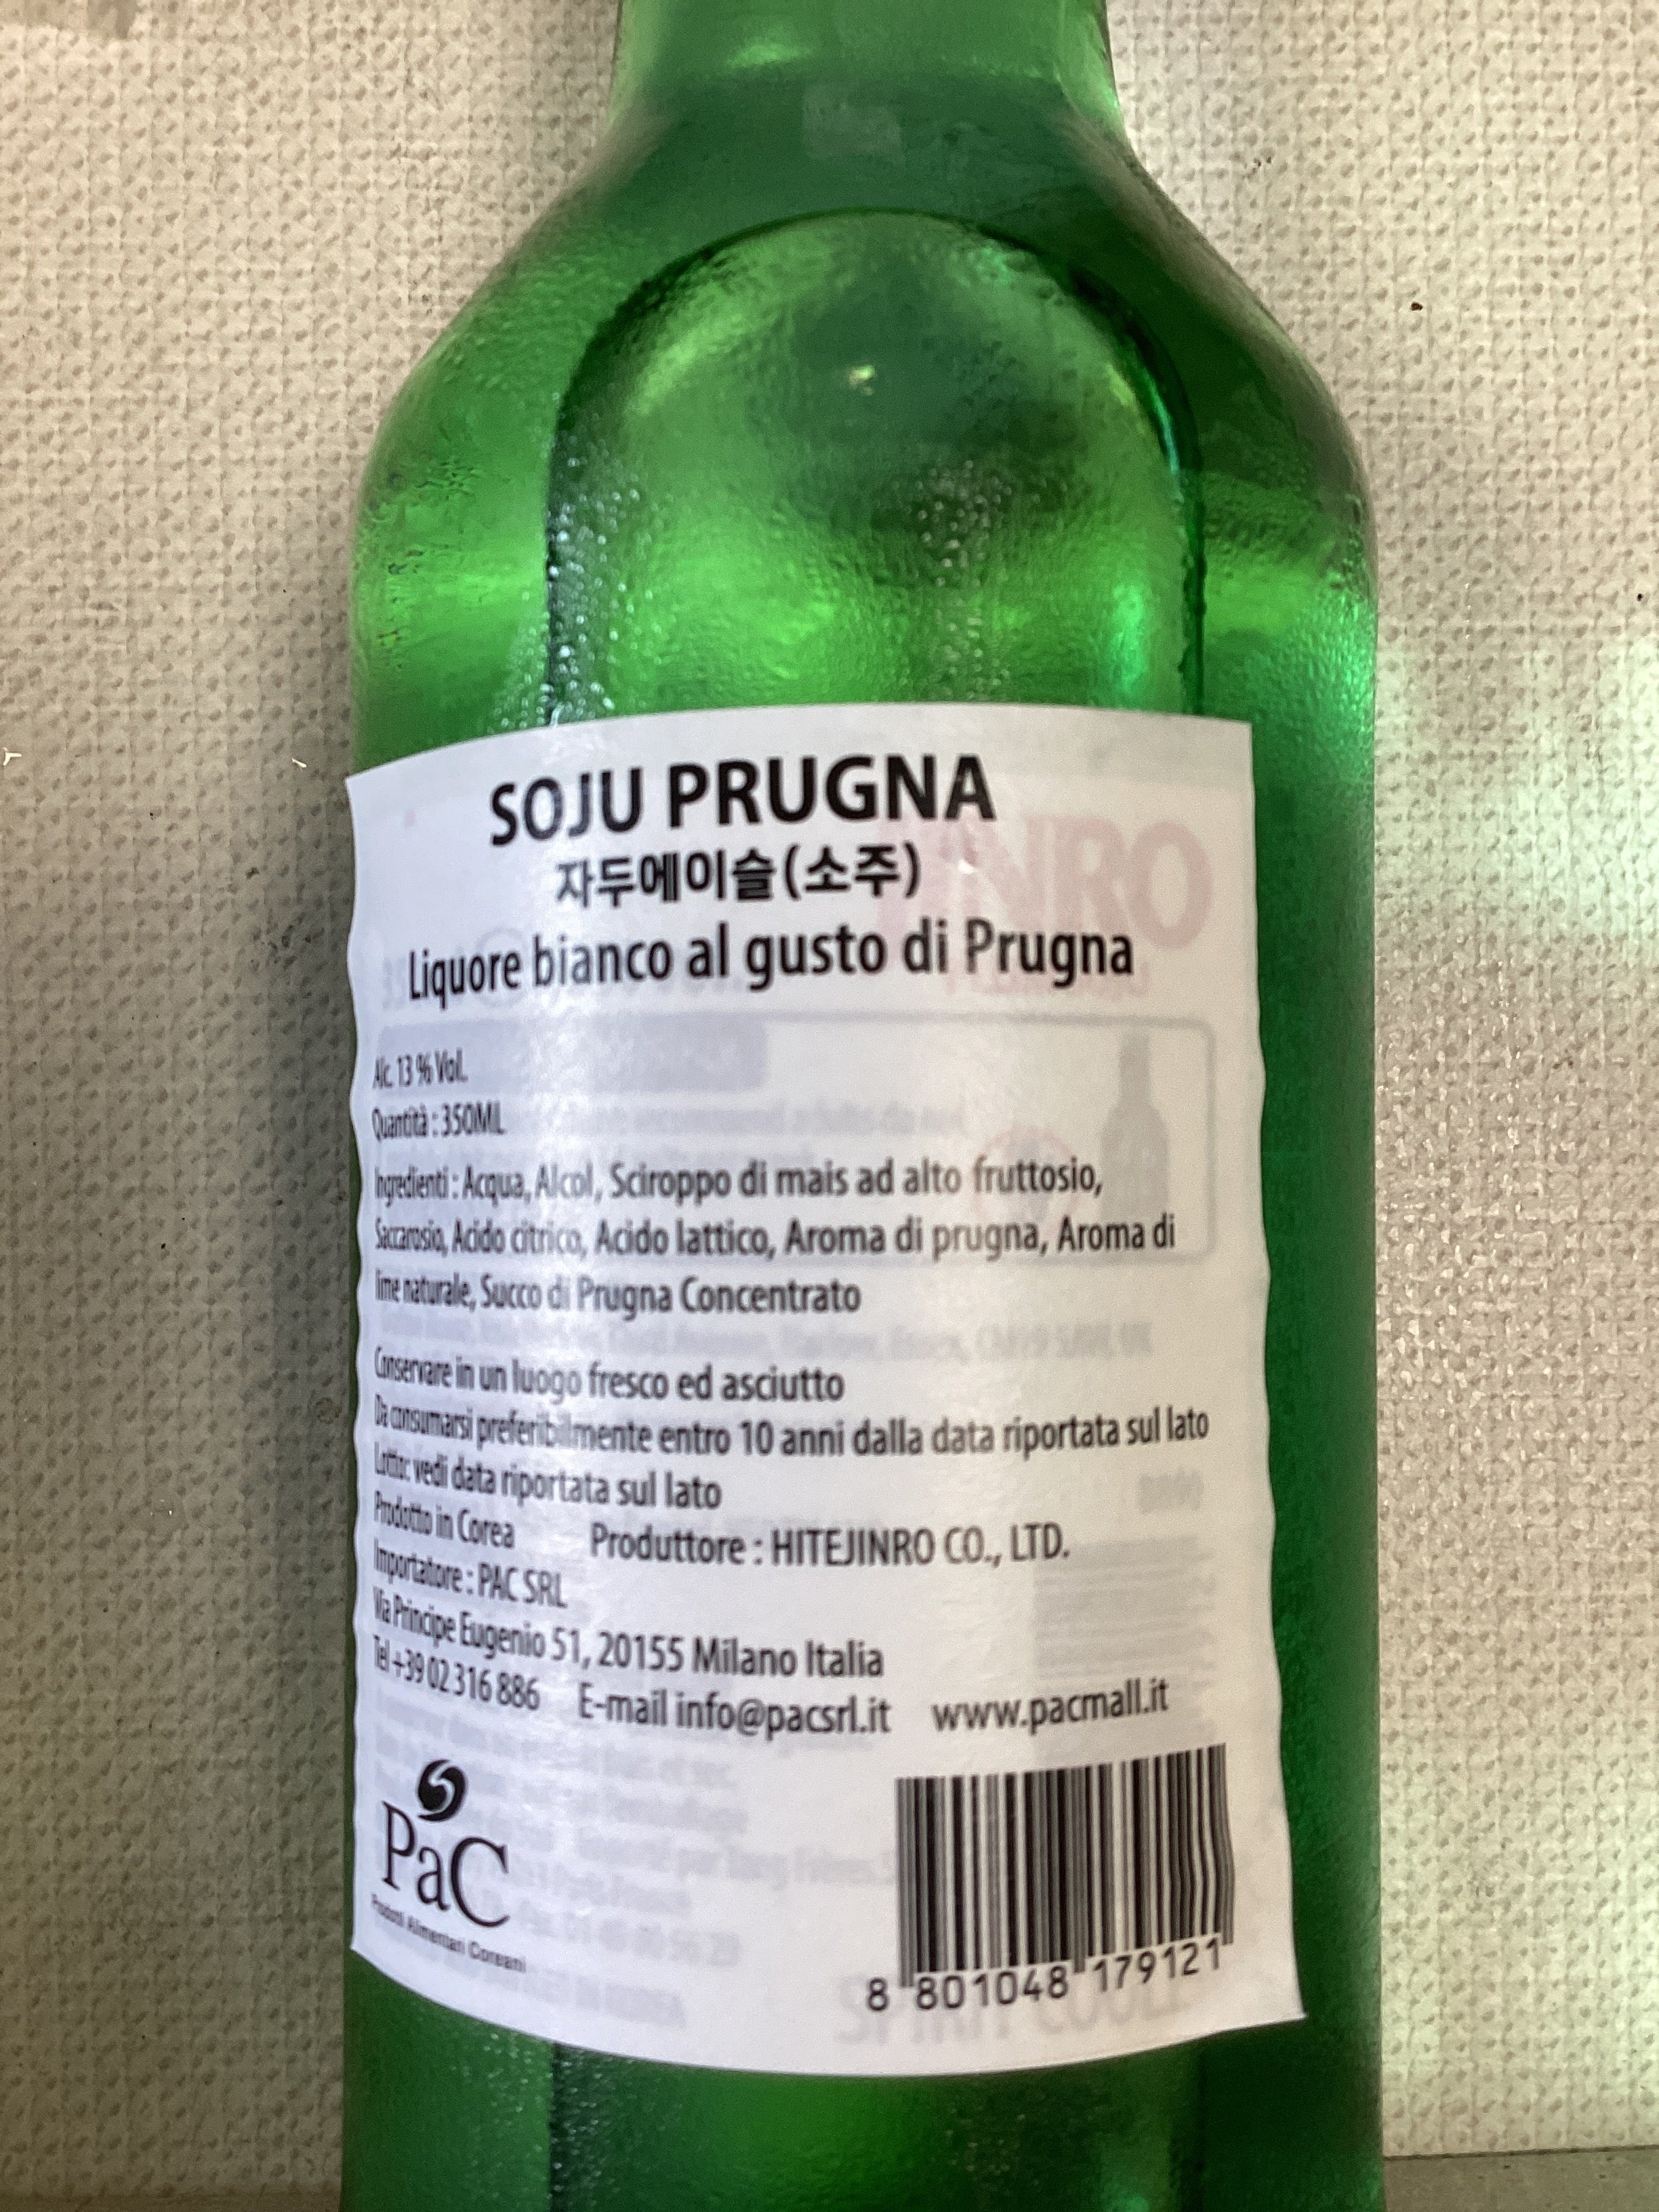 SOJU PRUGNA
자두에이슬(소주)
Liquore bianco al gusto di Prugna
Alc. 13 % Vol.
Quantità : 350ML
Ingredienti : Acqua, Alcol, Sciroppo di mais ad alto fruttosio,
Saccarosio, Acido citrico, Acido lattico, Aroma di prugna, Aroma di
lime naturale, Succo di Prugna Concentrato
Conservare in un luogo fresco ed asciutto
Da consumarsi preferibilmente entro 10 anni dalla data riportata sul lato
Lotto: vedi data riportata sul lato
Prodotto in Corea Produttore : HITEJINRO CO., LTD.
Importatore : PAC SRL
Via Principe Eugenio 51, 20155 Milano Italia
Tel +39 02 316 886 E-mail info@pacsrl.it www.pacmall.it
PaC
Prodotti Alimentari Coreani
8 801048 179121
JINRO